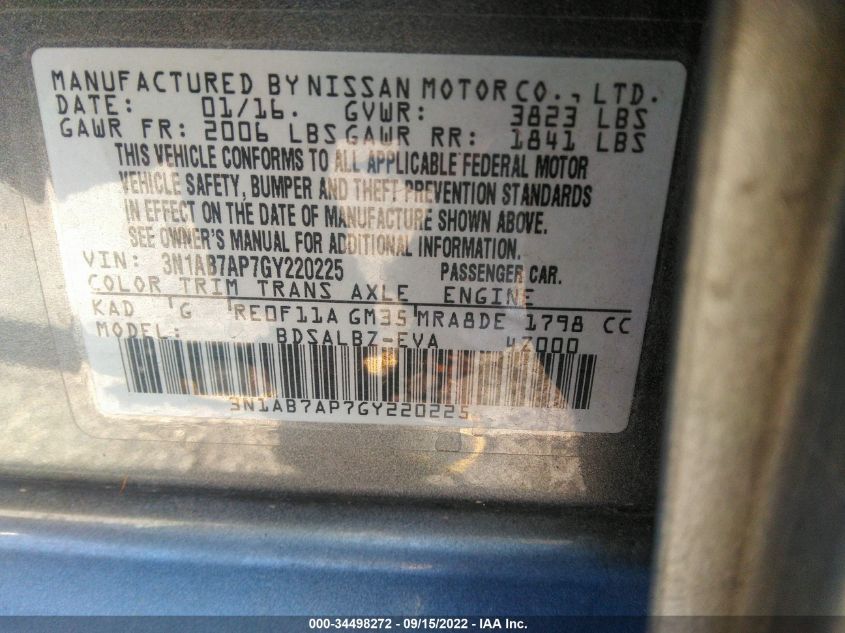 MANUFACTURED BY NISSAN MOTOR CO., LTD.
DATE: 01/16. GVWR: 3823 LBS
GAWR FR: 2006 LBS GAWR RR: 1841 LBS
THIS VEHICLE CONFORMS TO ALL APPLICABLE FEDERAL MOTOR
VEHICLE SAFETY, BUMPER AND THEFT PREVENTION STANDARDS
IN EFFECT ON THE DATE OF MANUFACTURE SHOWN ABOVE.
SEE OWNER'S MANUAL FOR ADDITIONAL INFORMATION.
VIN: 3N1AB7AP7GY220225 PASSENGER CAR.
COLOR TRIM TRANS AXLE ENGINE
KAD G RE0F11A GM35 MRA8DE 1798 CC
MODEL: BDSALBZ-EVA 4Z000
3N1AB7AP7GY220225
000-34498272 - 09/15/2022 - IAA Inc.